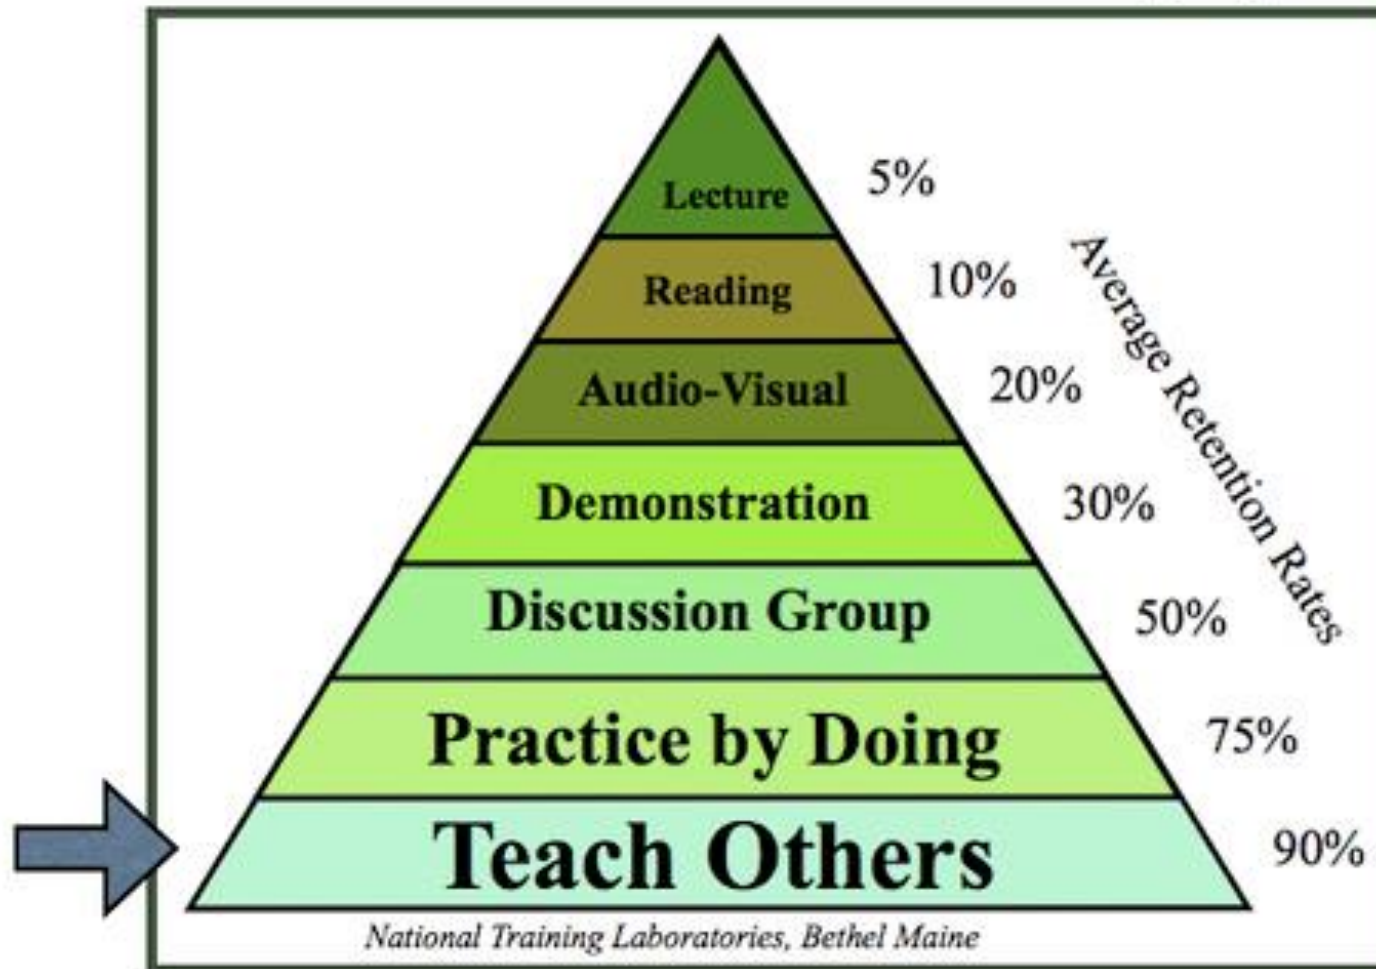 Lecture
5%
Reading
10%
Audio-Visual
20%
Demonstration
30%
Discussion Group
50%
Practice by Doing
75%
Teach Others
90%
Average Retention Rates
National Training Laboratories, Bethel Maine